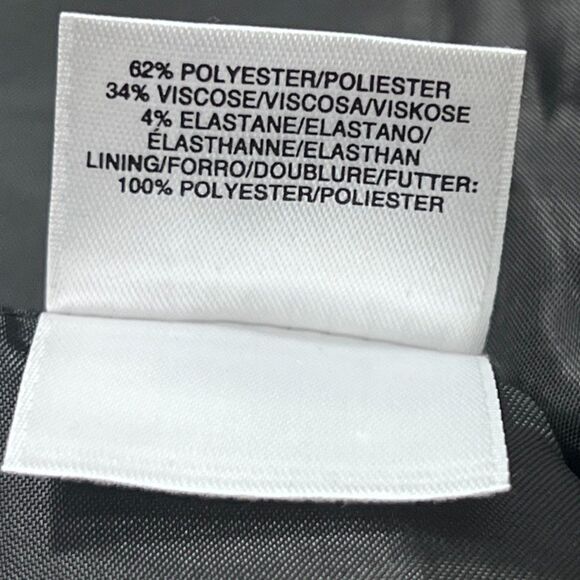 62% POLYESTER/POLIESTER
34% VISCOSE/VISCOSA/VISKOSE
4% ELASTANE/ELASTANO/
ÉLASTHANNE/ELASTHAN
LINING/FORRO/DOUBLURE/FUTTER:
100% POLYESTER/POLIESTER